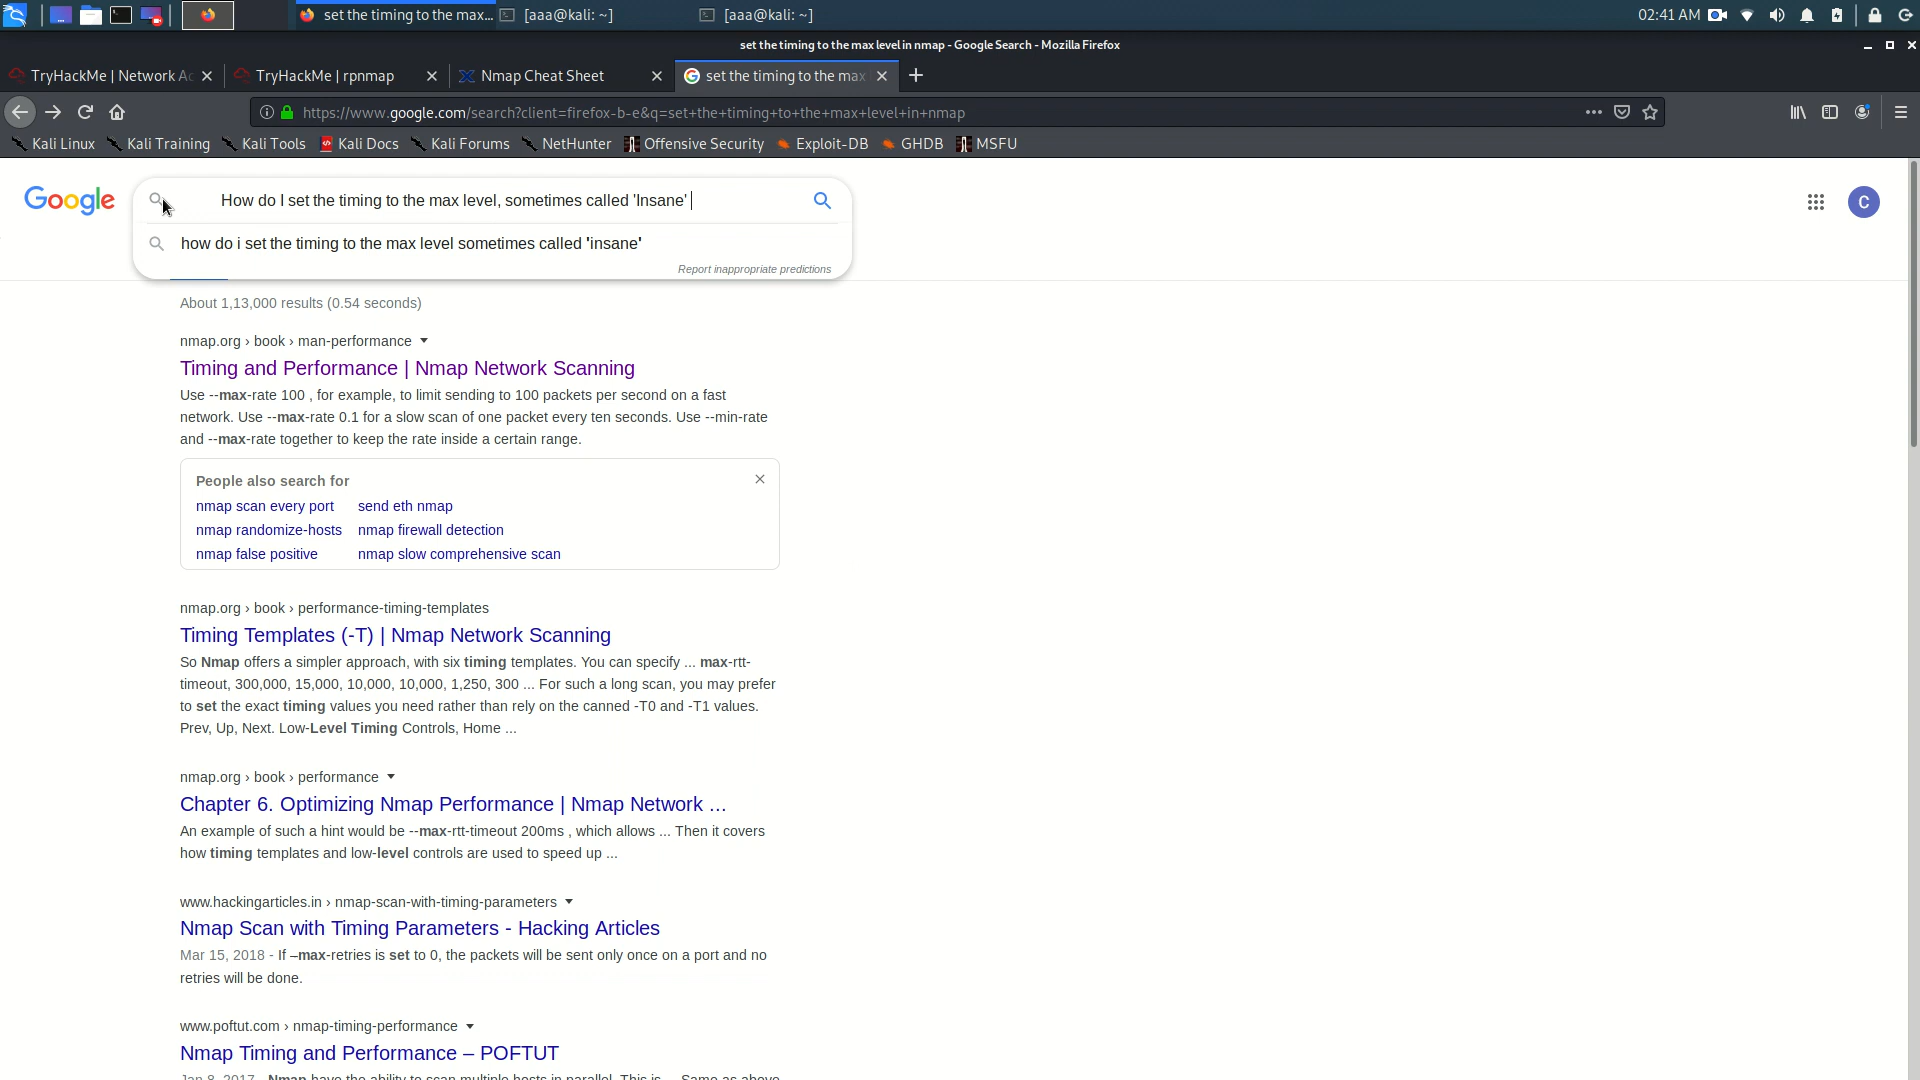 set the timing to the max...
[aaa@kali: ~]
[aaa@kali: ~]
02:41 AM
set the timing to the max level in nmap - Google Search - Mozilla Firefox
TryHackMe | Network Ac
TryHackMe | rpnmap
Nmap Cheat Sheet
set the timing to the max
https://www.google.com/search?client=firefox-b-e&q=set+the+timing+to+the+max+level+in+nmap
Kali Linux
Kali Training
Kali Tools
Kali Docs
Kali Forums
NetHunter
Offensive Security
Exploit-DB
GHDB
MSFU
Google
How do I set the timing to the max level, sometimes called 'Insane'
C
how do i set the timing to the max level sometimes called 'insane'
Report inappropriate predictions
About 1,13,000 results (0.54 seconds)
nmap.org › book › man-performance
Timing and Performance | Nmap Network Scanning
Use --max-rate 100 , for example, to limit sending to 100 packets per second on a fast
network. Use --max-rate 0.1 for a slow scan of one packet every ten seconds. Use --min-rate
and --max-rate together to keep the rate inside a certain range.
People also search for
nmap scan every port
send eth nmap
nmap randomize-hosts
nmap firewall detection
nmap false positive
nmap slow comprehensive scan
nmap.org › book › performance-timing-templates
Timing Templates (-T) | Nmap Network Scanning
So Nmap offers a simpler approach, with six timing templates. You can specify ... max-rtt-
timeout, 300,000, 15,000, 10,000, 10,000, 1,250, 300 ... For such a long scan, you may prefer
to set the exact timing values you need rather than rely on the canned -T0 and -T1 values.
Prev, Up, Next. Low-Level Timing Controls, Home ...
nmap.org › book › performance
Chapter 6. Optimizing Nmap Performance | Nmap Network ...
An example of such a hint would be --max-rtt-timeout 200ms , which allows ... Then it covers
how timing templates and low-level controls are used to speed up ...
www.hackingarticles.in › nmap-scan-with-timing-parameters
Nmap Scan with Timing Parameters - Hacking Articles
Mar 15, 2018 - If –max-retries is set to 0, the packets will be sent only once on a port and no
retries will be done.
www.poftut.com › nmap-timing-performance
Nmap Timing and Performance – POFTUT
Jan 8, 2017 - Nmap have the ability to scan multiple hosts in parallel. This is ... Same as above